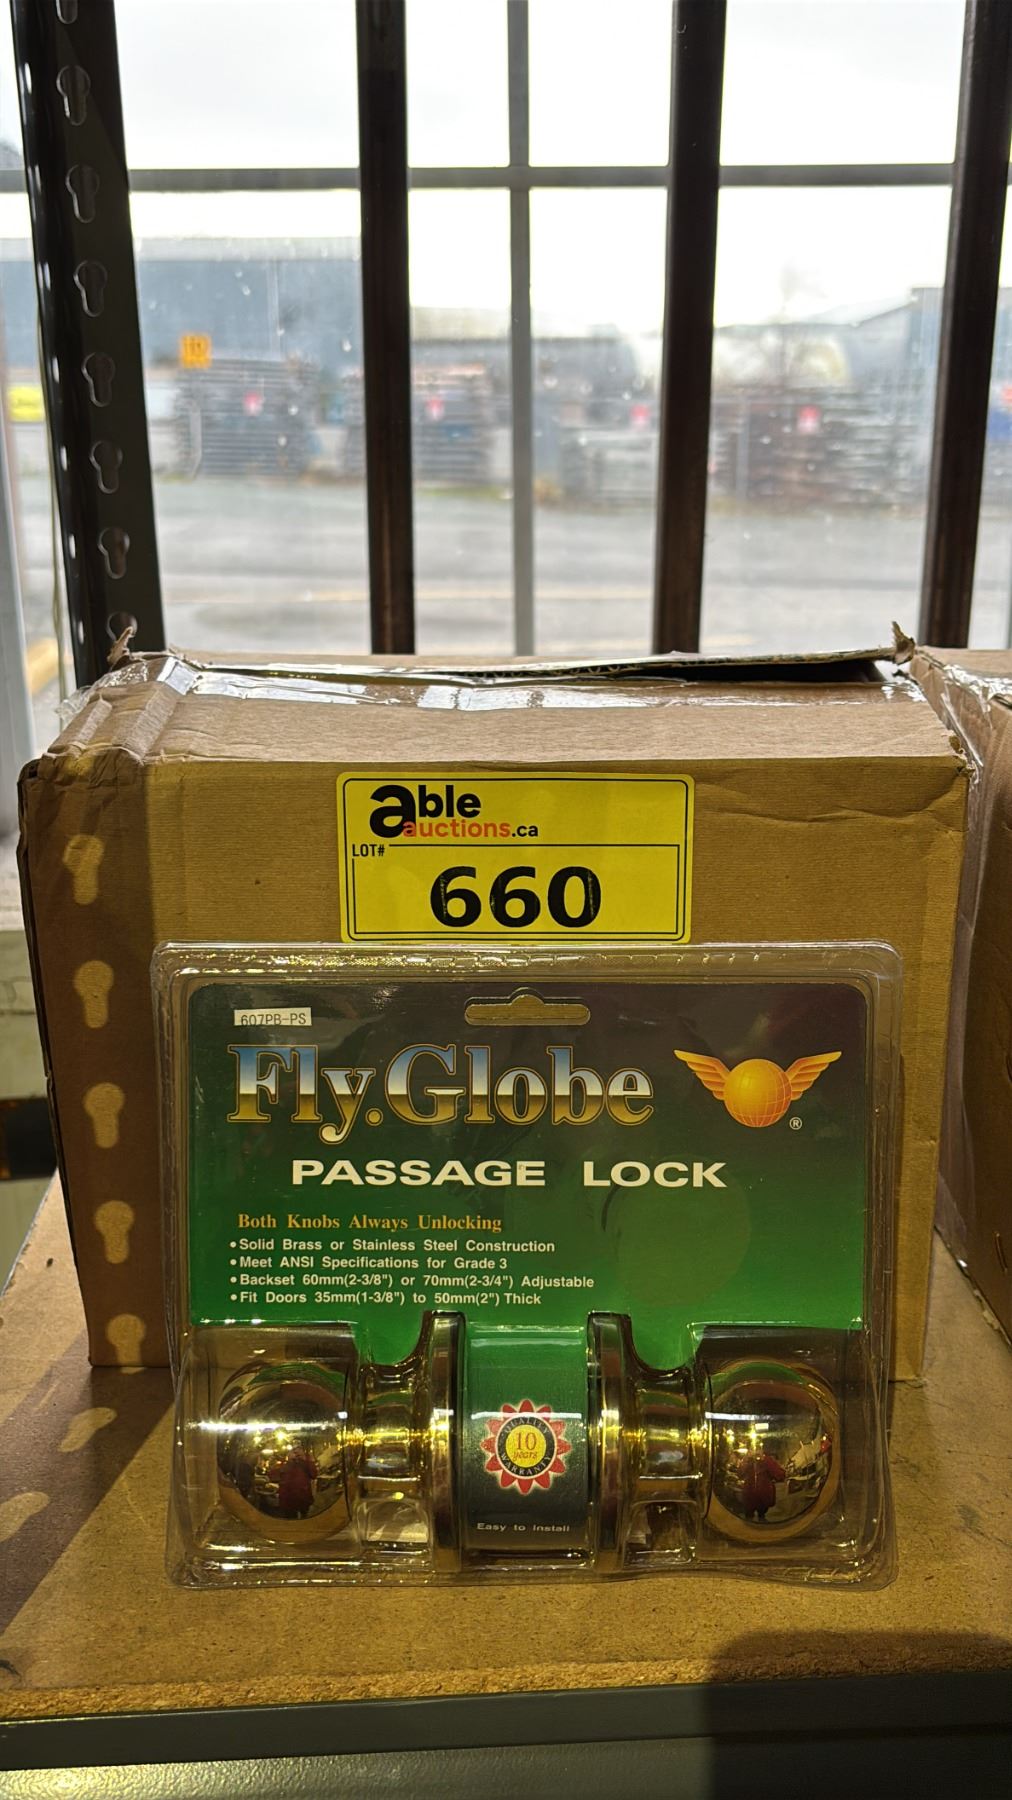 able
auctions.ca
LOT#
660
607PB-PS
Fly.Globe
®
PASSAGE LOCK
Both Knobs Always Unlocking
• Solid Brass or Stainless Steel Construction
• Meet ANSI Specifications for Grade 3
• Backset 60mm(2-3/8") or 70mm(2-3/4") Adjustable
• Fit Doors 35mm(1-3/8") to 50mm(2") Thick
QUALITY
10
years
WARRANTY
Easy to Install